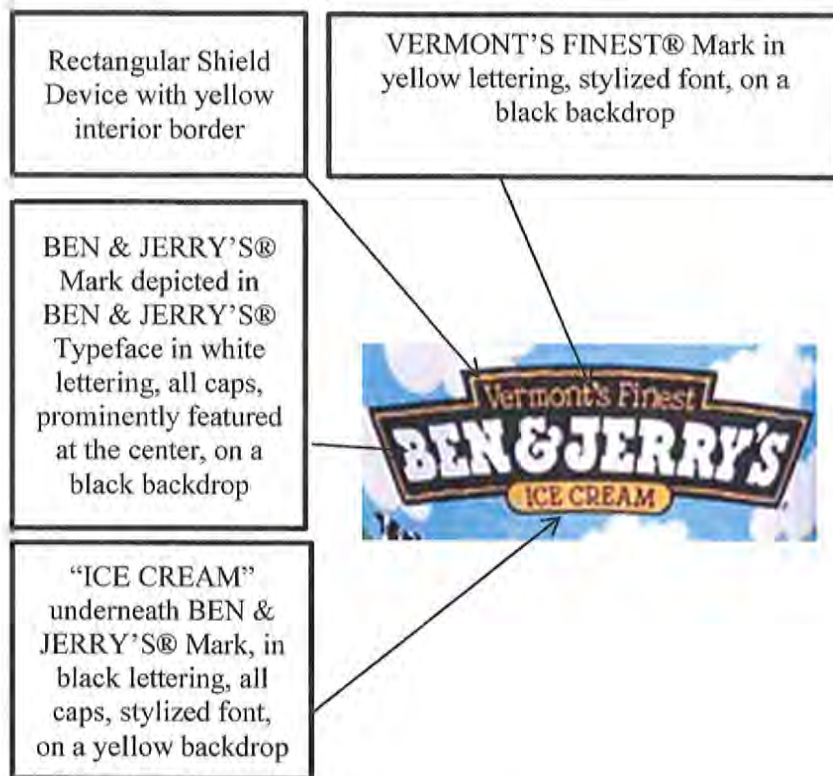 Rectangular Shield
Device with yellow
interior border
VERMONT'S FINEST® Mark in
yellow lettering, stylized font, on a
black backdrop
BEN & JERRY'S®
Mark depicted in
BEN & JERRY'S®
Typeface in white
lettering, all caps,
prominently featured
at the center, on a
black backdrop
Vermont's Finest
BEN & JERRY'S
ICE CREAM
"ICE CREAM"
underneath BEN &
JERRY'S® Mark, in
black lettering, all
caps, stylized font,
on a yellow backdrop